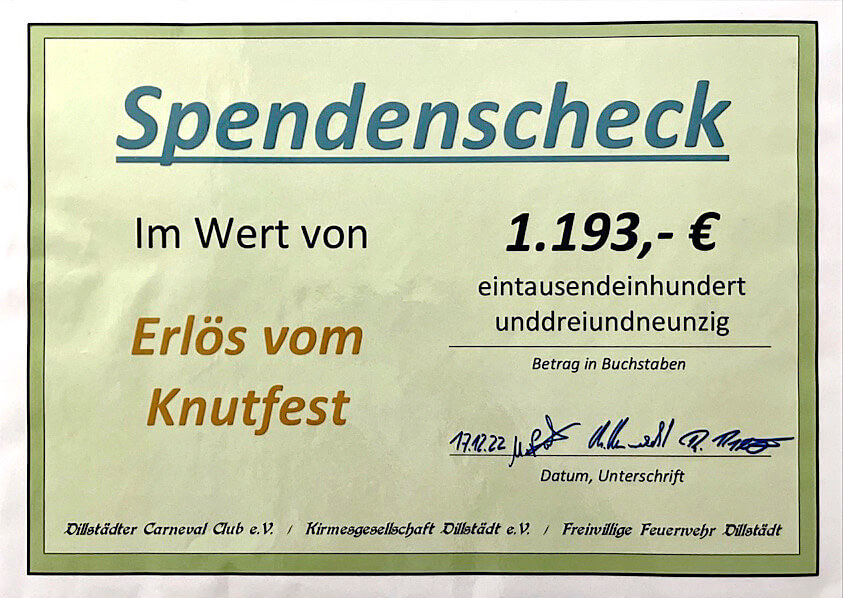 Spendenscheck
Im Wert von
1.193,- €
eintausendeinhundert
unddreiundneunzig
Betrag in Buchstaben
Erlös vom
Knutfest
17.12.22
Datum, Unterschrift
Dillstädter Carneval Club e.V. / Kirmesgesellschaft Dillstädt e.V. / Freiwillige Feuerwehr Dillstädt